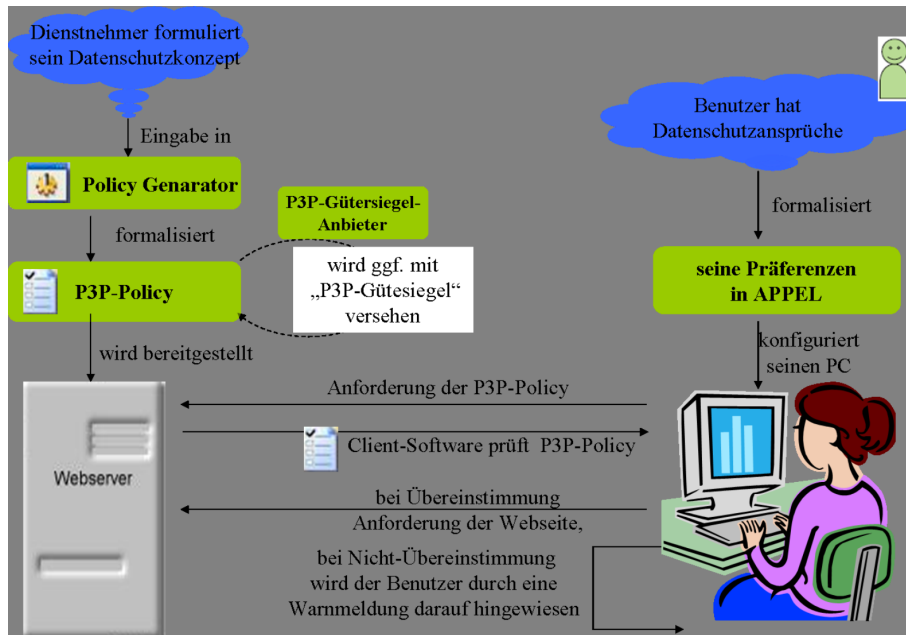 Dienstnehmer formuliert
sein Datenschutzkonzept
Eingabe in
Policy Genarator
formalisiert
P3P-Gütersiegel-
Anbieter
P3P-Policy
wird ggf. mit
„P3P-Gütesiegel“
versehen
wird bereitgestellt
Benutzer hat
Datenschutzansprüche
formalisiert
seine Präferenzen
in APPEL
konfiguriert
seinen PC
Webserver
Anforderung der P3P-Policy
Client-Software prüft P3P-Policy
bei Übereinstimmung
Anforderung der Webseite,
bei Nicht-Übereinstimmung
wird der Benutzer durch eine
Warnmeldung darauf hingewiesen